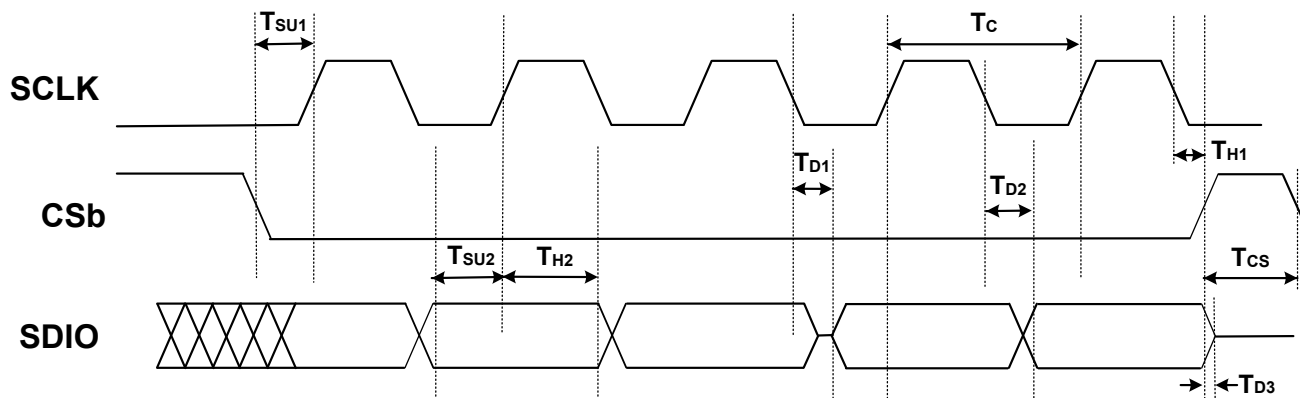 TSU1
TC
SCLK
TD1
TH1
TD2
CSb
TSU2
TH2
TCS
SDIO
TD3